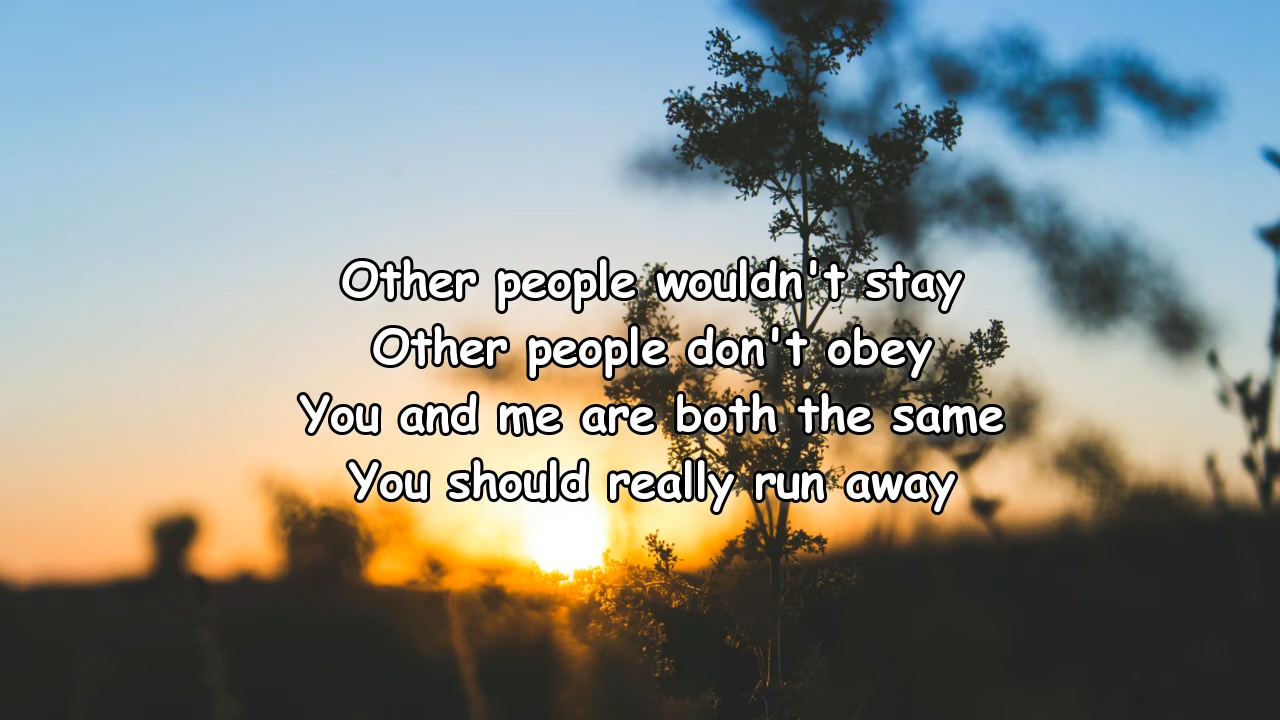 Other people wouldn't stay
Other people don't obey
You and me are both the same
You should really run away